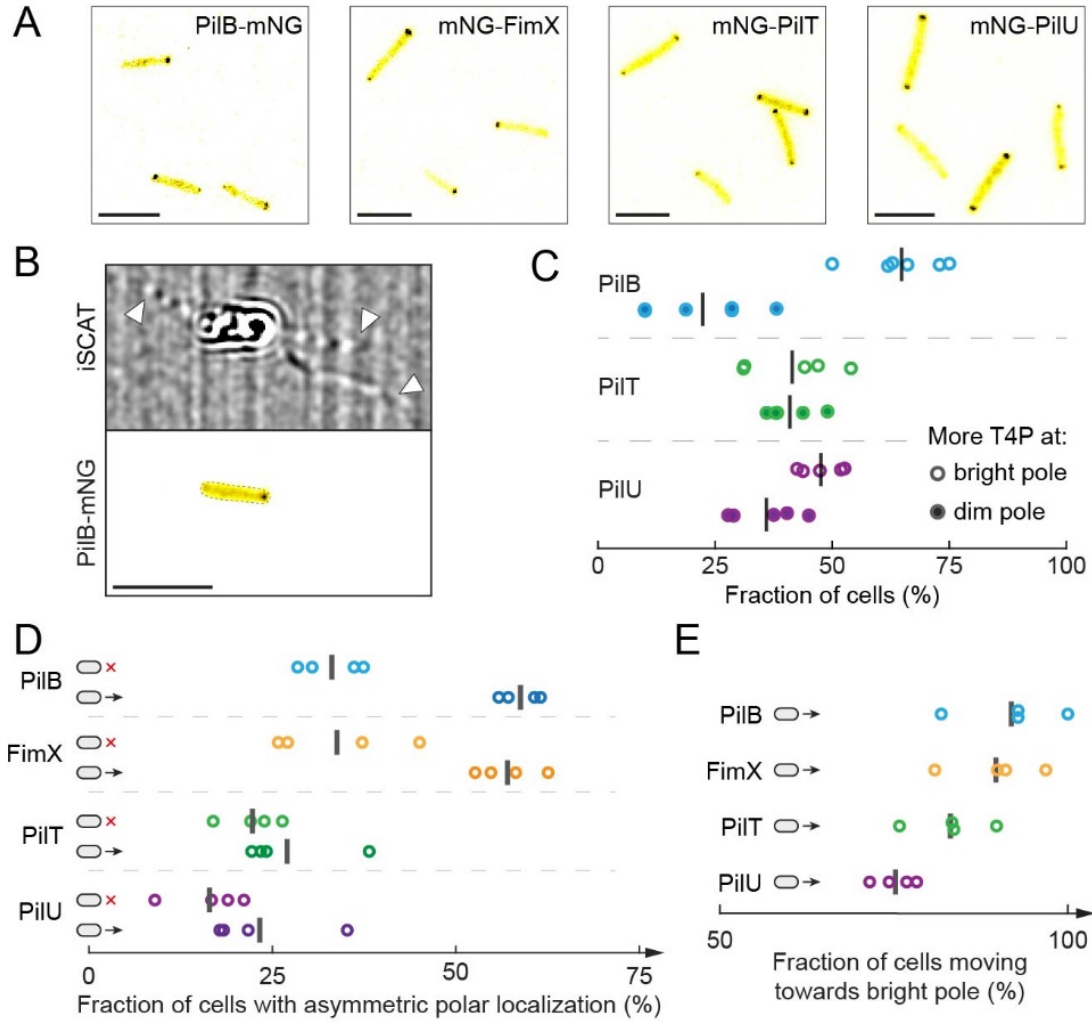 A
PilB-mNG
mNG-FimX
mNG-PilT
mNG-PilU
B
iSCAT
PilB-mNG
C
PilB
PilT
PilU
More T4P at:
bright pole
dim pole
0 25 50 75 100
Fraction of cells (%)
D
PilB
FimX
PilT
PilU
0 25 50 75
Fraction of cells with asymmetric polar localization (%)
E
PilB
FimX
PilT
PilU
50 100
Fraction of cells moving
towards bright pole (%)